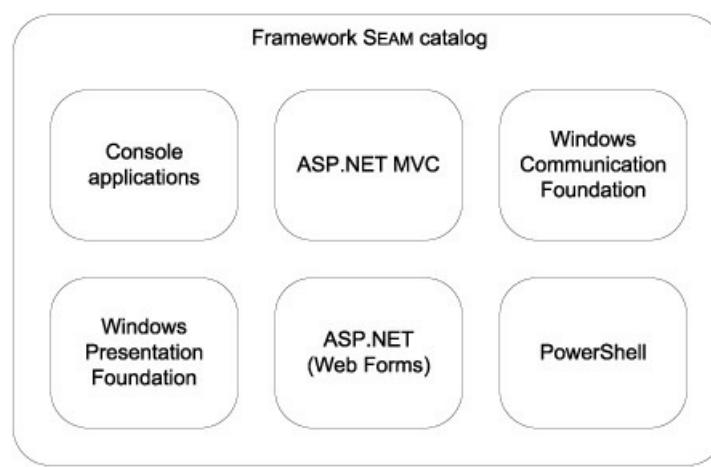 Framework SEAM catalog
Console
applications
ASP.NET MVC
Windows
Communication
Foundation
Windows
Presentation
Foundation
ASP.NET
(Web Forms)
PowerShell